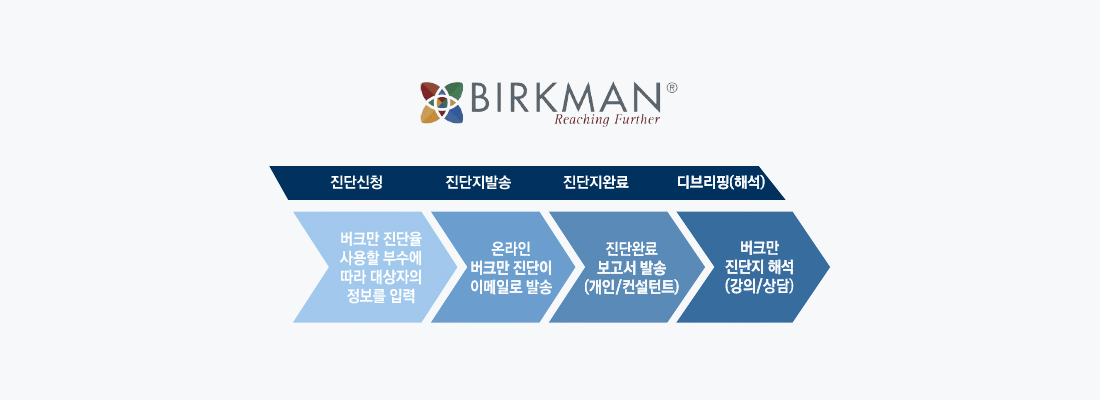 BIRKMAN®
Reaching Further
진단신청 진단지발송 진단지완료 디브리핑(해석)
버크만 진단율
사용할 부수에
따라 대상자의
정보를 입력
온라인
버크만 진단이
이메일로 발송
진단완료
보고서 발송
(개인/컨설턴트)
버크만
진단지 해석
(강의/상담)